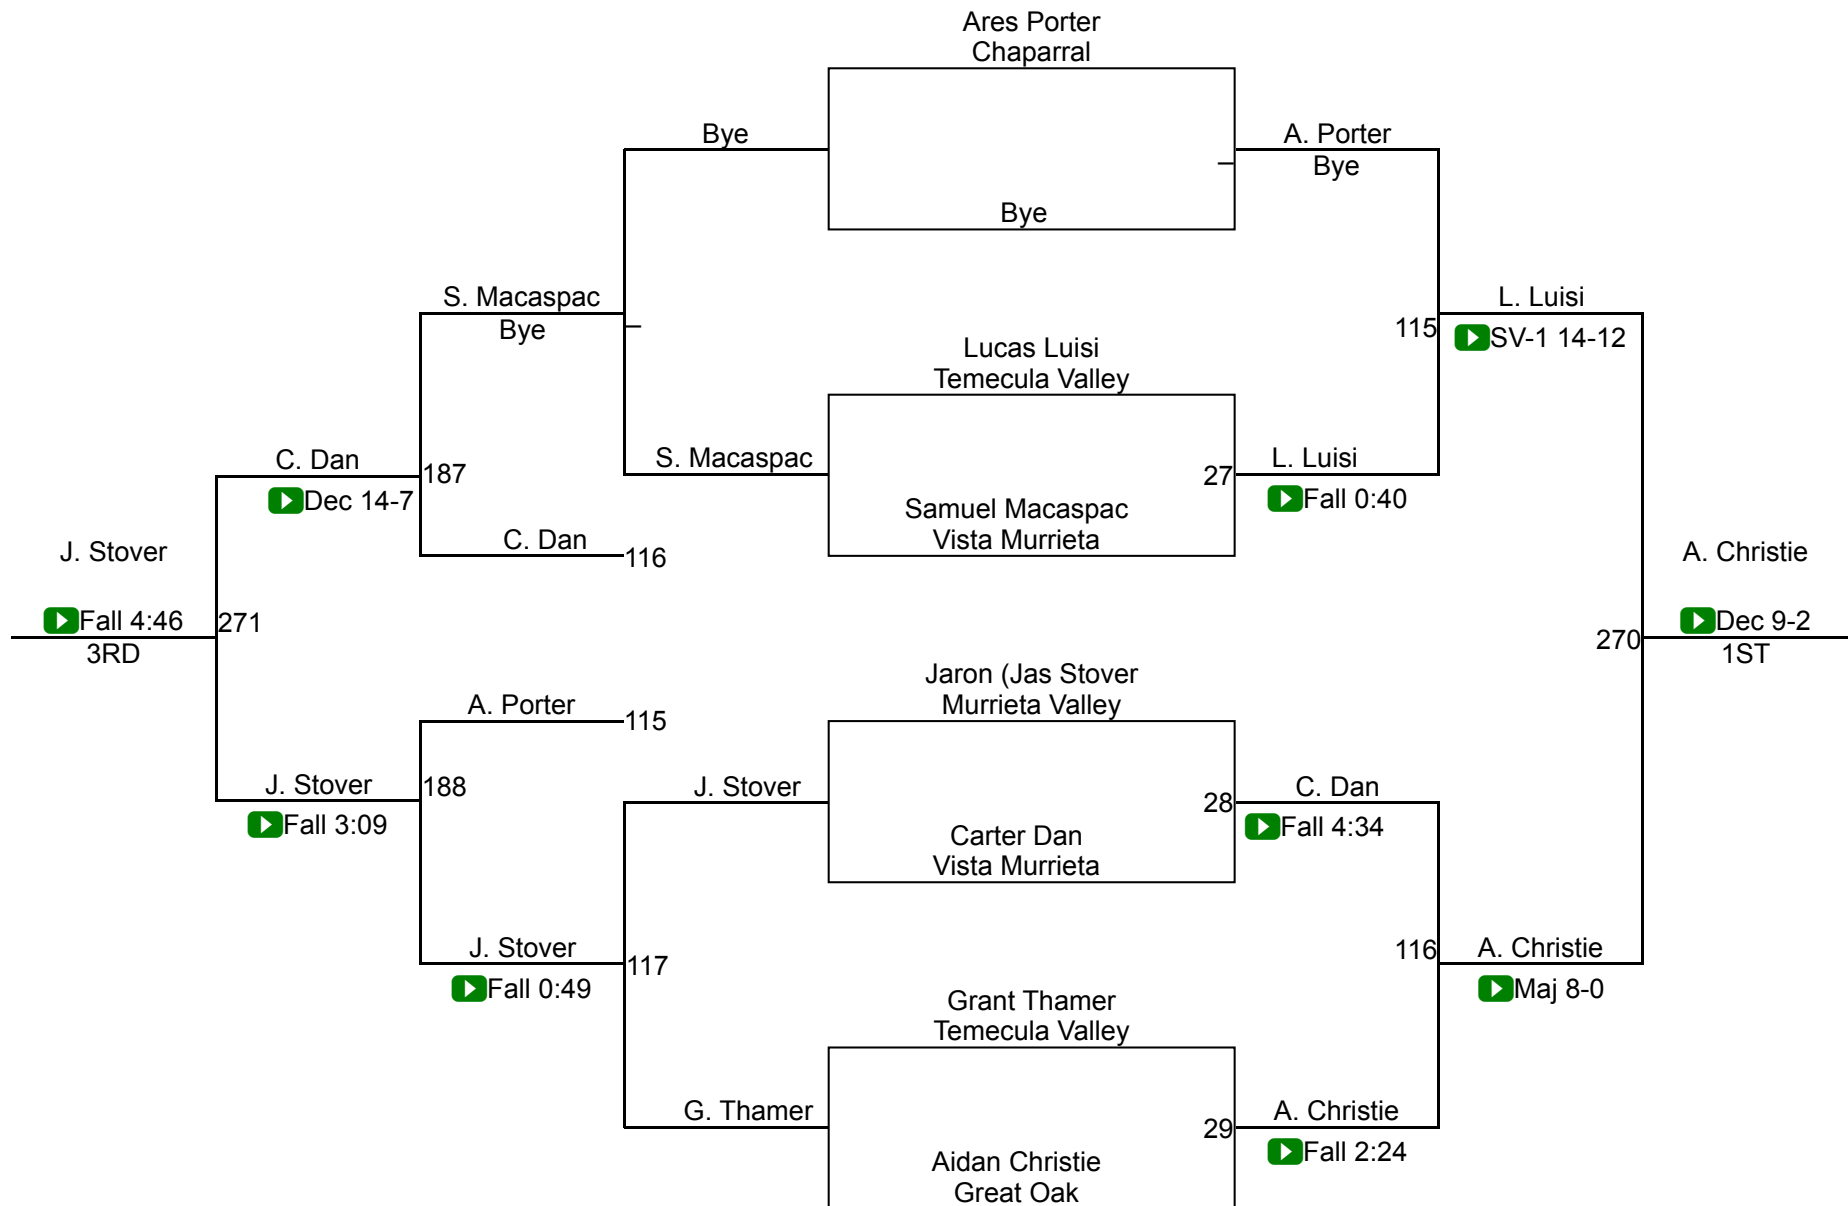 Ares Porter
Chaparral
Bye
A. Porter
Bye
Bye
S. Macaspac
Bye
L. Luisi
115
SV-1 14-12
Lucas Luisi
Temecula Valley
C. Dan
187
S. Macaspac
27
L. Luisi
Dec 14-7
Fall 0:40
Samuel Macaspac
Vista Murrieta
C. Dan
116
J. Stover
A. Christie
Fall 4:46
271
3RD
270
Dec 9-2
1ST
Jaron (Jas Stover
Murrieta Valley
A. Porter
115
J. Stover
188
J. Stover
28
C. Dan
Fall 3:09
Fall 4:34
Carter Dan
Vista Murrieta
J. Stover
117
116
A. Christie
Fall 0:49
Maj 8-0
Grant Thamer
Temecula Valley
G. Thamer
29
A. Christie
Fall 2:24
Aidan Christie
Great Oak